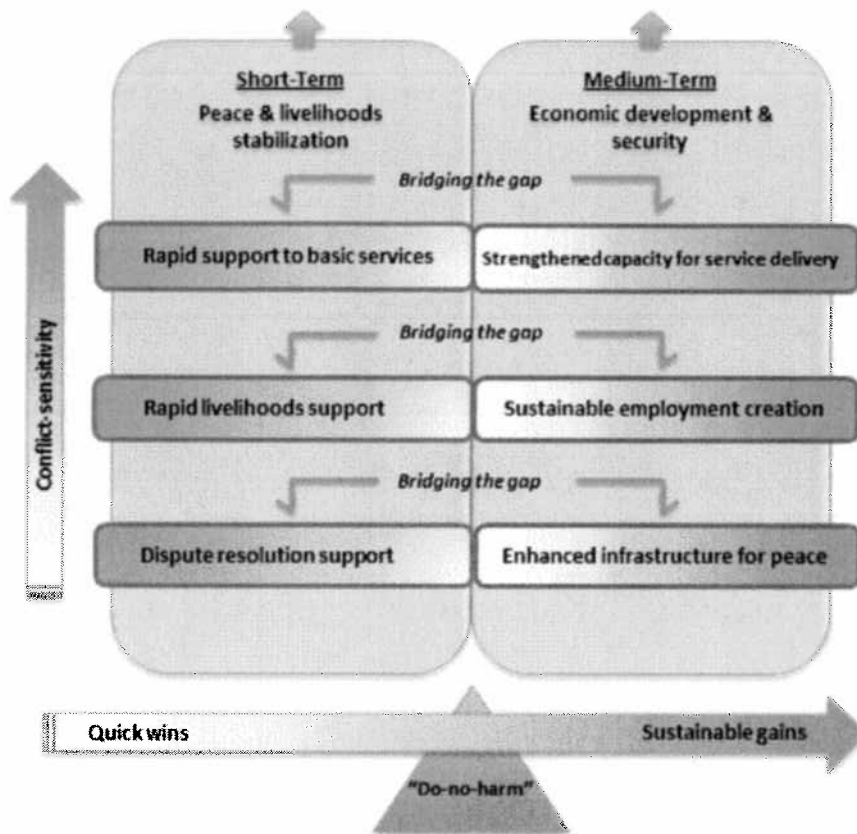 Short-Term
Peace & livelihoods
stabilization
Medium-Term
Economic development &
security
Bridging the gap
Rapid support to basic services
Strengthened capacity for service delivery
Bridging the gap
Rapid livelihoods support
Sustainable employment creation
Bridging the gap
Dispute resolution support
Enhanced infrastructure for peace
Conflict-sensitivity
Quick wins
Sustainable gains
"Do-no-harm"